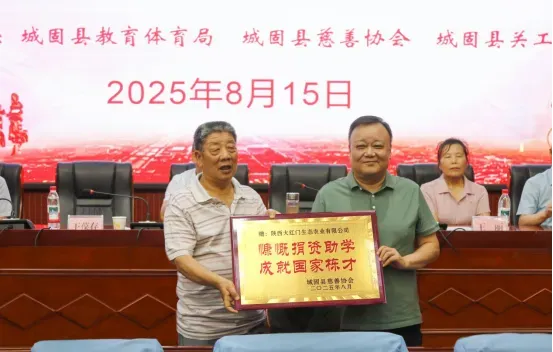 城固县教育体育局 城固县慈善协会 城固县关工
2025年8月15日
赠：陕西火红门生态农业有限公司
慷慨捐资助学
成就国家栋才
城固县慈善协会
二〇二五年八月